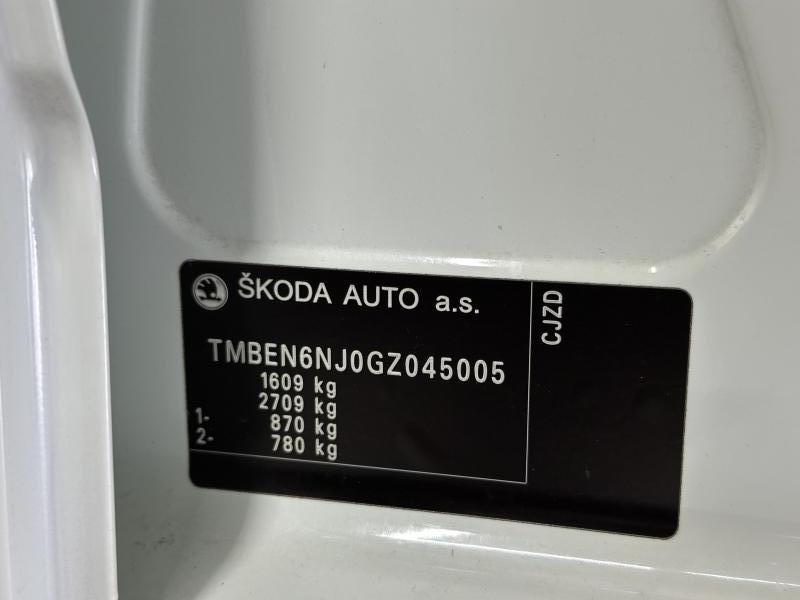 ŠKODA AUTO a.s.
CJZD
TMBEN6NJ0GZ045005
1609 kg
2709 kg
1- 870 kg
2- 780 kg